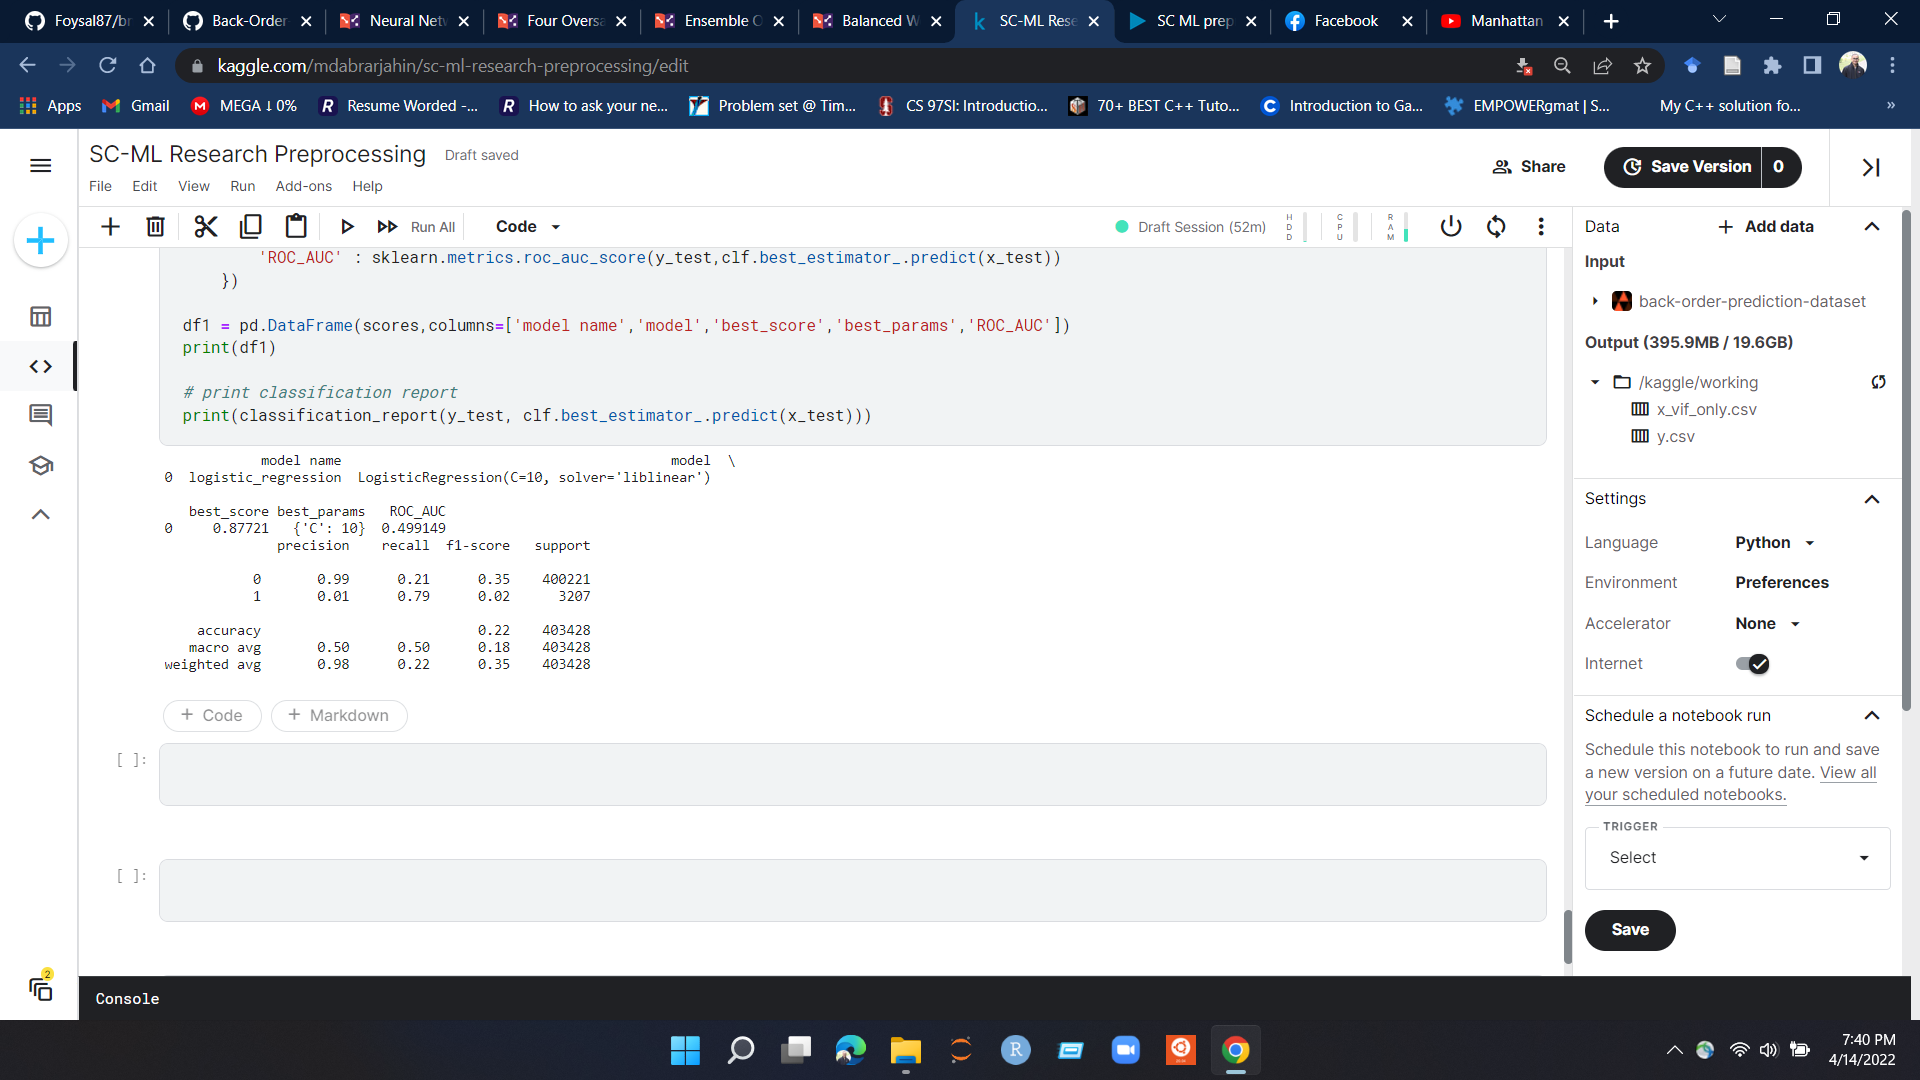 Foysal87/br
Back-Order-
Neural Netw
Four Oversa
Ensemble O
Balanced W
SC-ML Rese
SC ML prep
Facebook
Manhattan
kaggle.com/mdabrarjahin/sc-ml-research-preprocessing/edit
Apps
Gmail
MEGA ↓ 0%
Resume Worded -...
How to ask your ne...
Problem set @ Tim...
CS 97SI: Introductio...
70+ BEST C++ Tuto...
Introduction to Ga...
EMPOWERgmat | S...
My C++ solution fo...
»
SC-ML Research Preprocessing
Draft saved
Share
Save Version
0
File Edit View Run Add-ons Help
Run All
Code
Draft Session (52m)
HDD
CPU
RAM
'ROC_AUC' : sklearn.metrics.roc_auc_score(y_test,clf.best_estimator_.predict(x_test))
})
df1 = pd.DataFrame(scores,columns=['model name','model','best_score','best_params','ROC_AUC'])
print(df1)
# print classification report
print(classification_report(y_test, clf.best_estimator_.predict(x_test)))
model name model \
0 logistic_regression LogisticRegression(C=10, solver='liblinear')
best_score best_params ROC_AUC
0 0.87721 {'C': 10} 0.499149
precision recall f1-score support
0 0.99 0.21 0.35 400221
1 0.01 0.79 0.02 3207
accuracy 0.22 403428
macro avg 0.50 0.50 0.18 403428
weighted avg 0.98 0.22 0.35 403428
+ Code
+ Markdown
[ ]:
[ ]:
Data
+ Add data
Input
back-order-prediction-dataset
Output (395.9MB / 19.6GB)
/kaggle/working
x_vif_only.csv
y.csv
Settings
Language Python
Environment Preferences
Accelerator None
Internet
Schedule a notebook run
Schedule this notebook to run and save
a new version on a future date. View all
your scheduled notebooks.
TRIGGER
Select
Save
2
Console
7:40 PM
4/14/2022